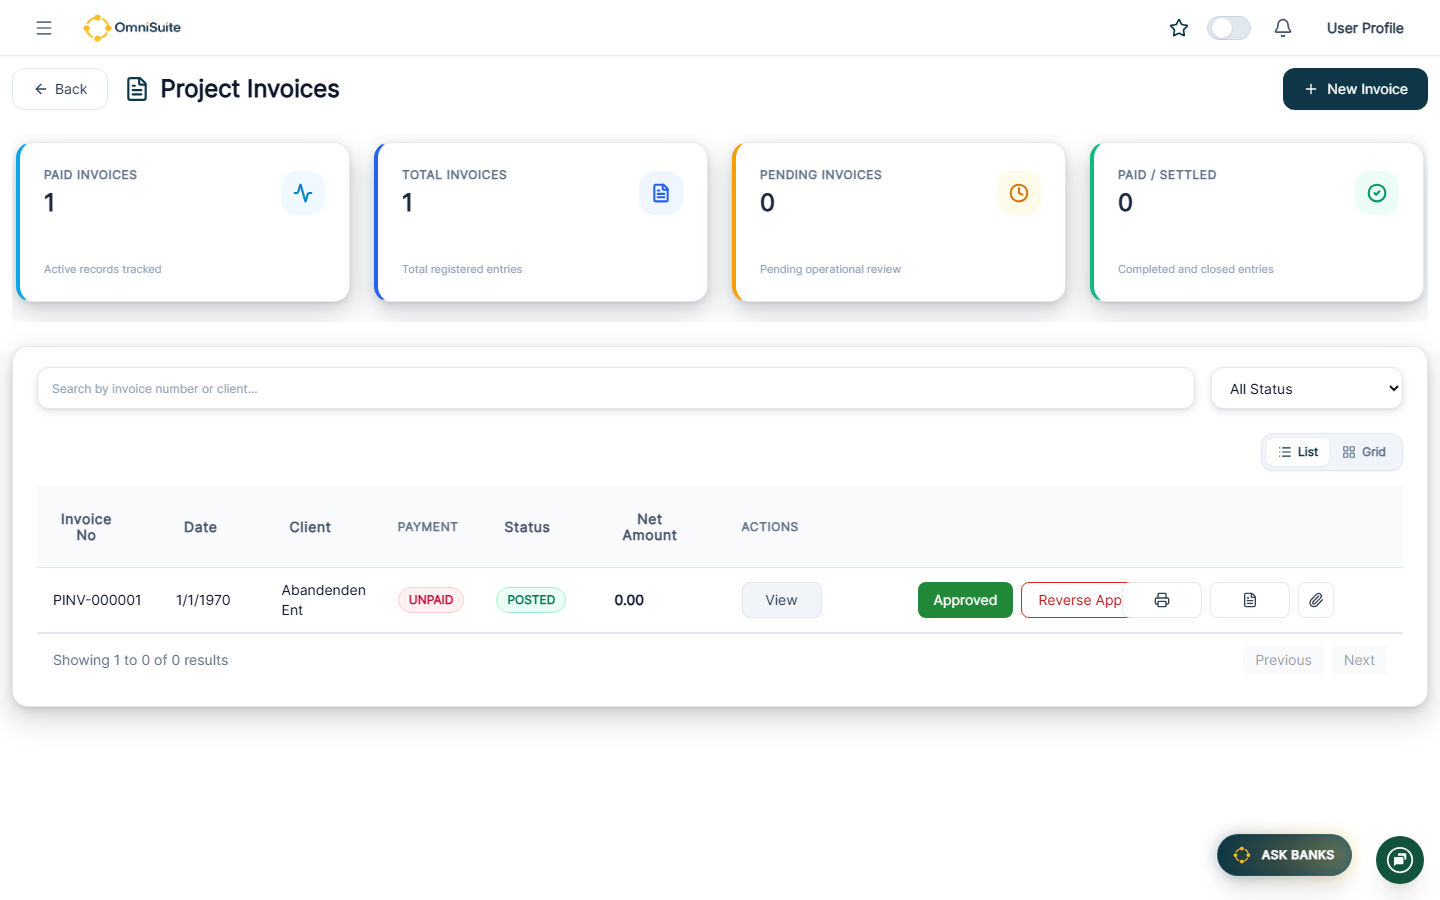 OmniSuite
User Profile
Back
Project Invoices
New Invoice
PAID INVOICES
1
Active records tracked
TOTAL INVOICES
1
Total registered entries
PENDING INVOICES
0
Pending operational review
PAID / SETTLED
0
Completed and closed entries
Search by invoice number or client...
All Status
List
Grid
Invoice
No
Date
Client
PAYMENT
Status
Net
Amount
ACTIONS
PINV-000001
1/1/1970
Abandenden
Ent
UNPAID
POSTED
0.00
View
Approved
Reverse App
Showing 1 to 0 of 0 results
Previous
Next
ASK BANKS